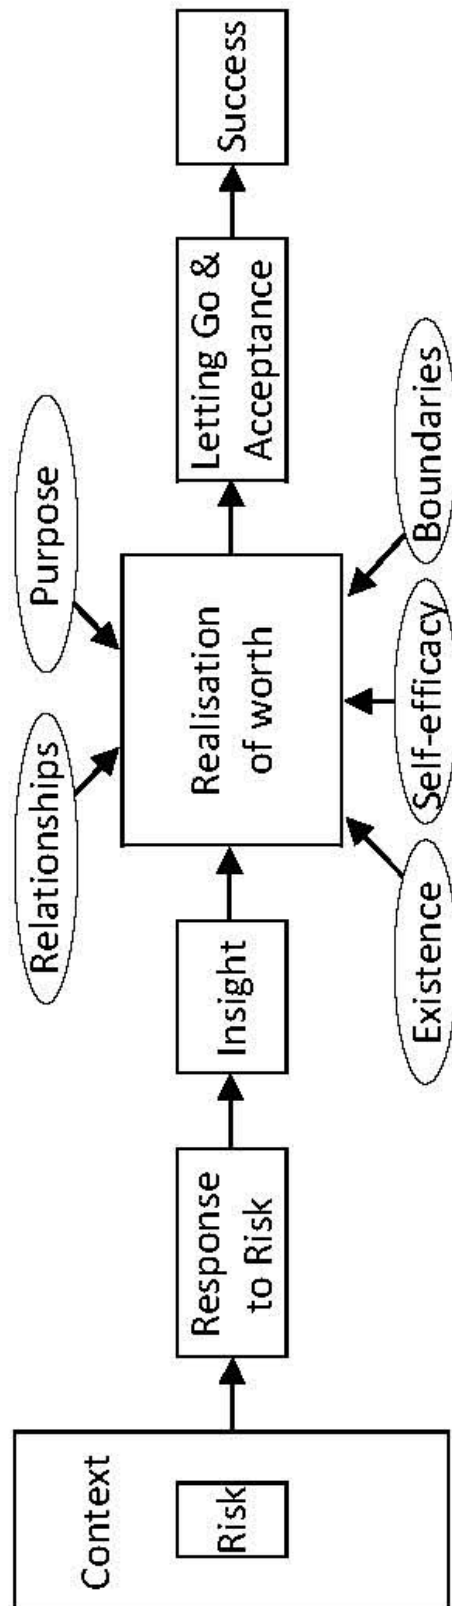 Context
Risk
Response
to Risk
Insight
Relationships
Purpose
Realisation
of worth
Existence
Self-efficacy
Boundaries
Letting Go &
Acceptance
Success